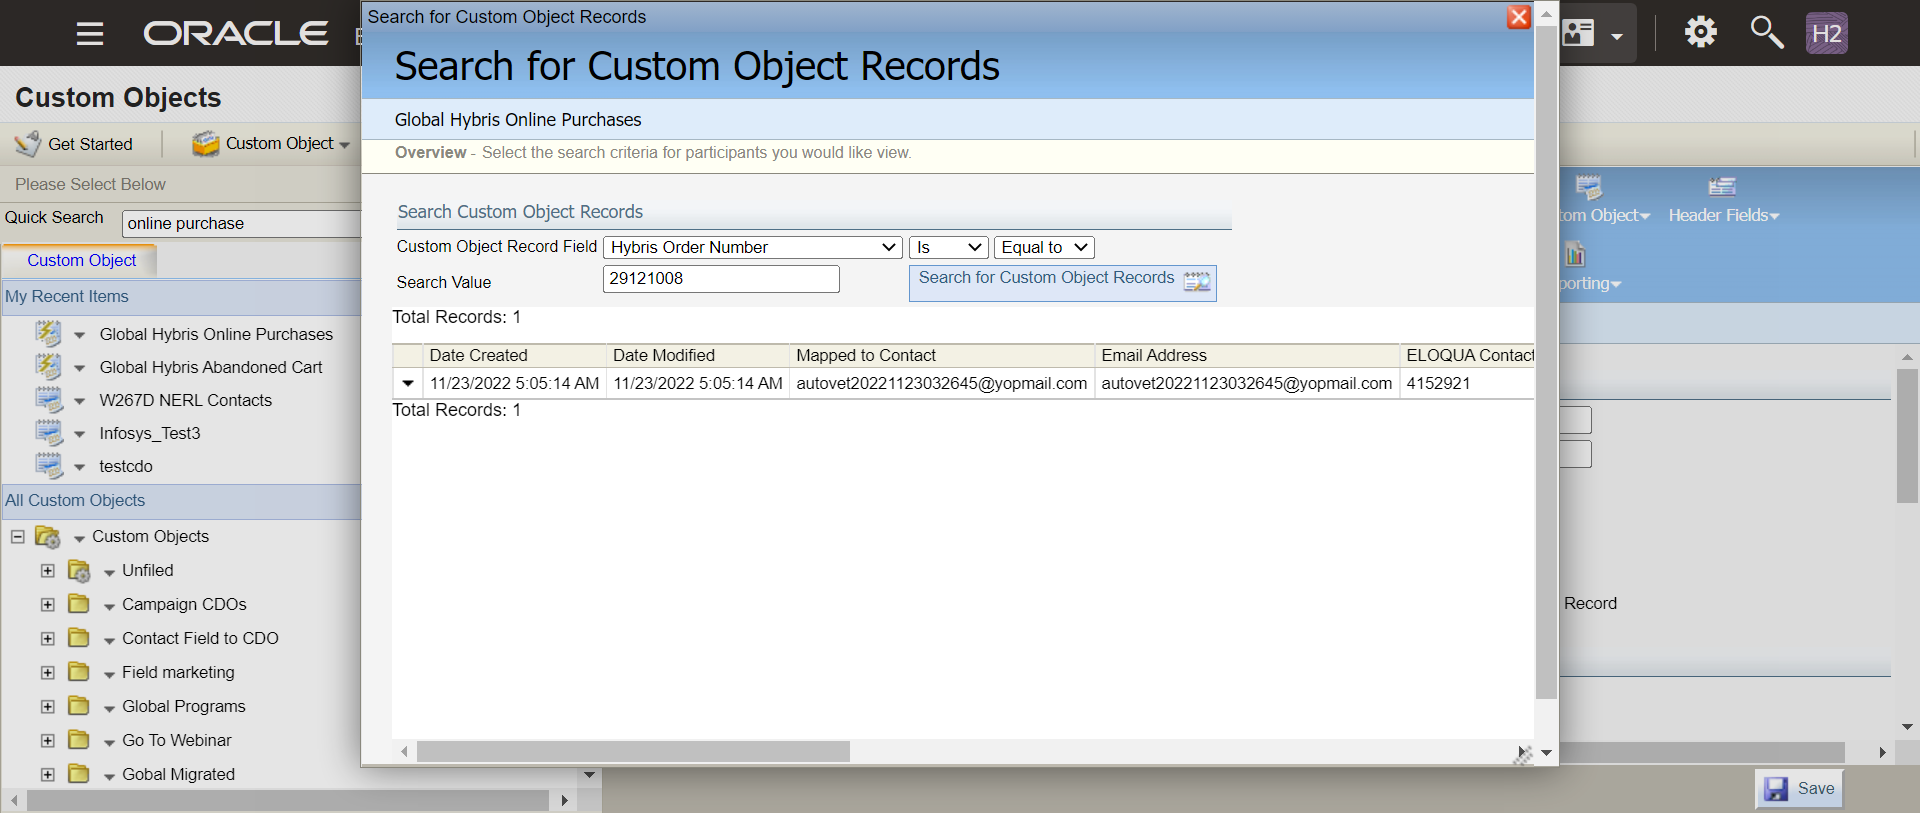 Search for Custom Object Records
ORACLE
H2
Search for Custom Object Records
Custom Objects
Global Hybris Online Purchases
Get Started
Custom Object
Overview - Select the search criteria for participants you would like view.
Please Select Below
Quick Search
online purchase
Search Custom Object Records
om Object
Header Fields
Custom Object Record Field
Hybris Order Number
Is
Equal to
Custom Object
Search Value
29121008
Search for Custom Object Records
orting
My Recent Items
Total Records: 1
Global Hybris Online Purchases
Global Hybris Abandoned Cart
W267D NERL Contacts
Infosys_Test3
testcdo
Date Created
Date Modified
Mapped to Contact
Email Address
ELOQUA Contact
11/23/2022 5:05:14 AM
11/23/2022 5:05:14 AM
autovet20221123032645@yopmail.com
autovet20221123032645@yopmail.com
4152921
Total Records: 1
All Custom Objects
Custom Objects
Unfiled
Campaign CDOs
Contact Field to CDO
Field marketing
Global Programs
Go To Webinar
Gobal Migrated
Record
Save